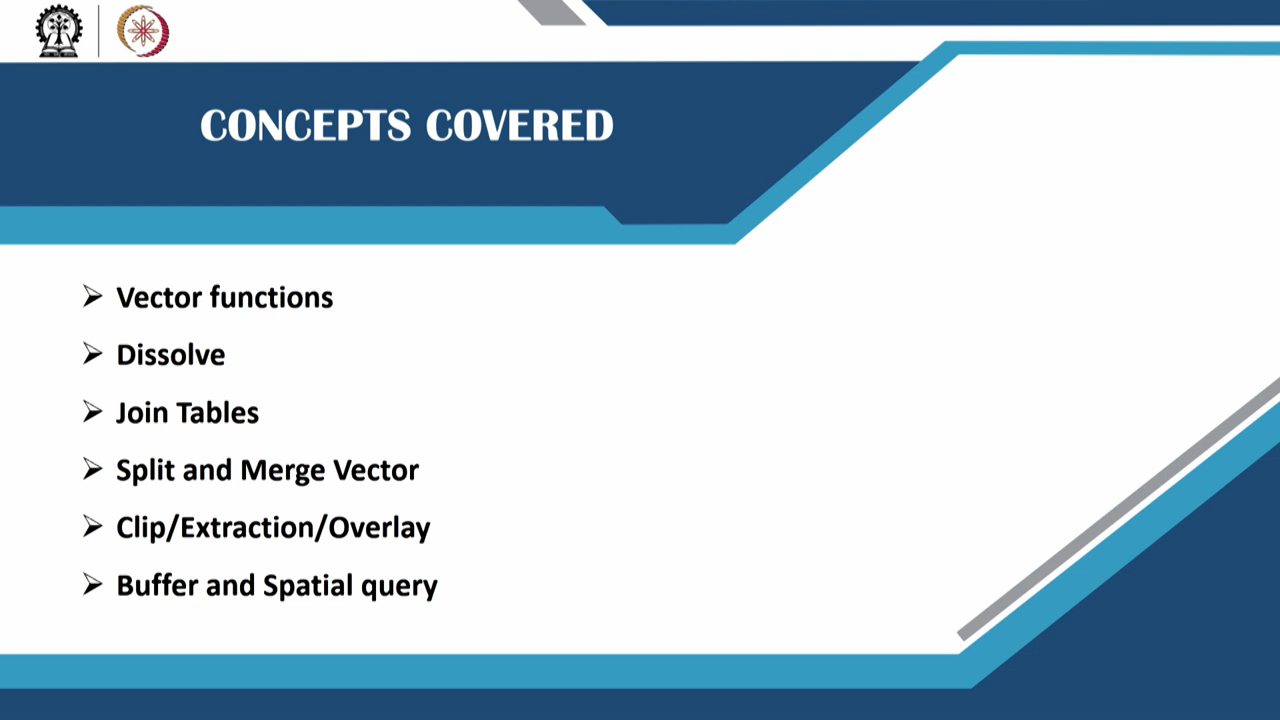 CONCEPTS COVERED
➢ Vector functions
➢ Dissolve
➢ Join Tables
➢ Split and Merge Vector
➢ Clip/Extraction/Overlay
➢ Buffer and Spatial query